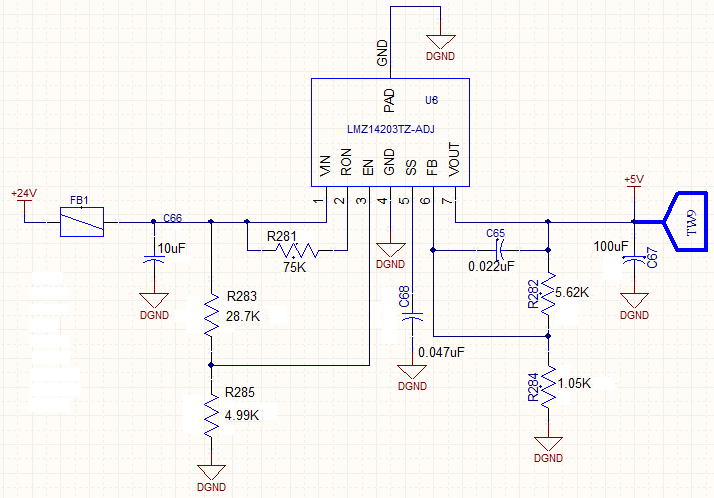 GND
DGND
PAD
U6
LMZ14203TZ-ADJ
VIN
RON
EN
GND
SS
FB
VOUT
1
2
3
4
5
6
7
+24V
FB1
C66
10uF
DGND
R281
75K
DGND
C65
0.022uF
+5V
TW9
100uF
C67
DGND
R283
28.7K
C68
0.047uF
DGND
R282
5.62K
R285
4.99K
DGND
R284
1.05K
DGND